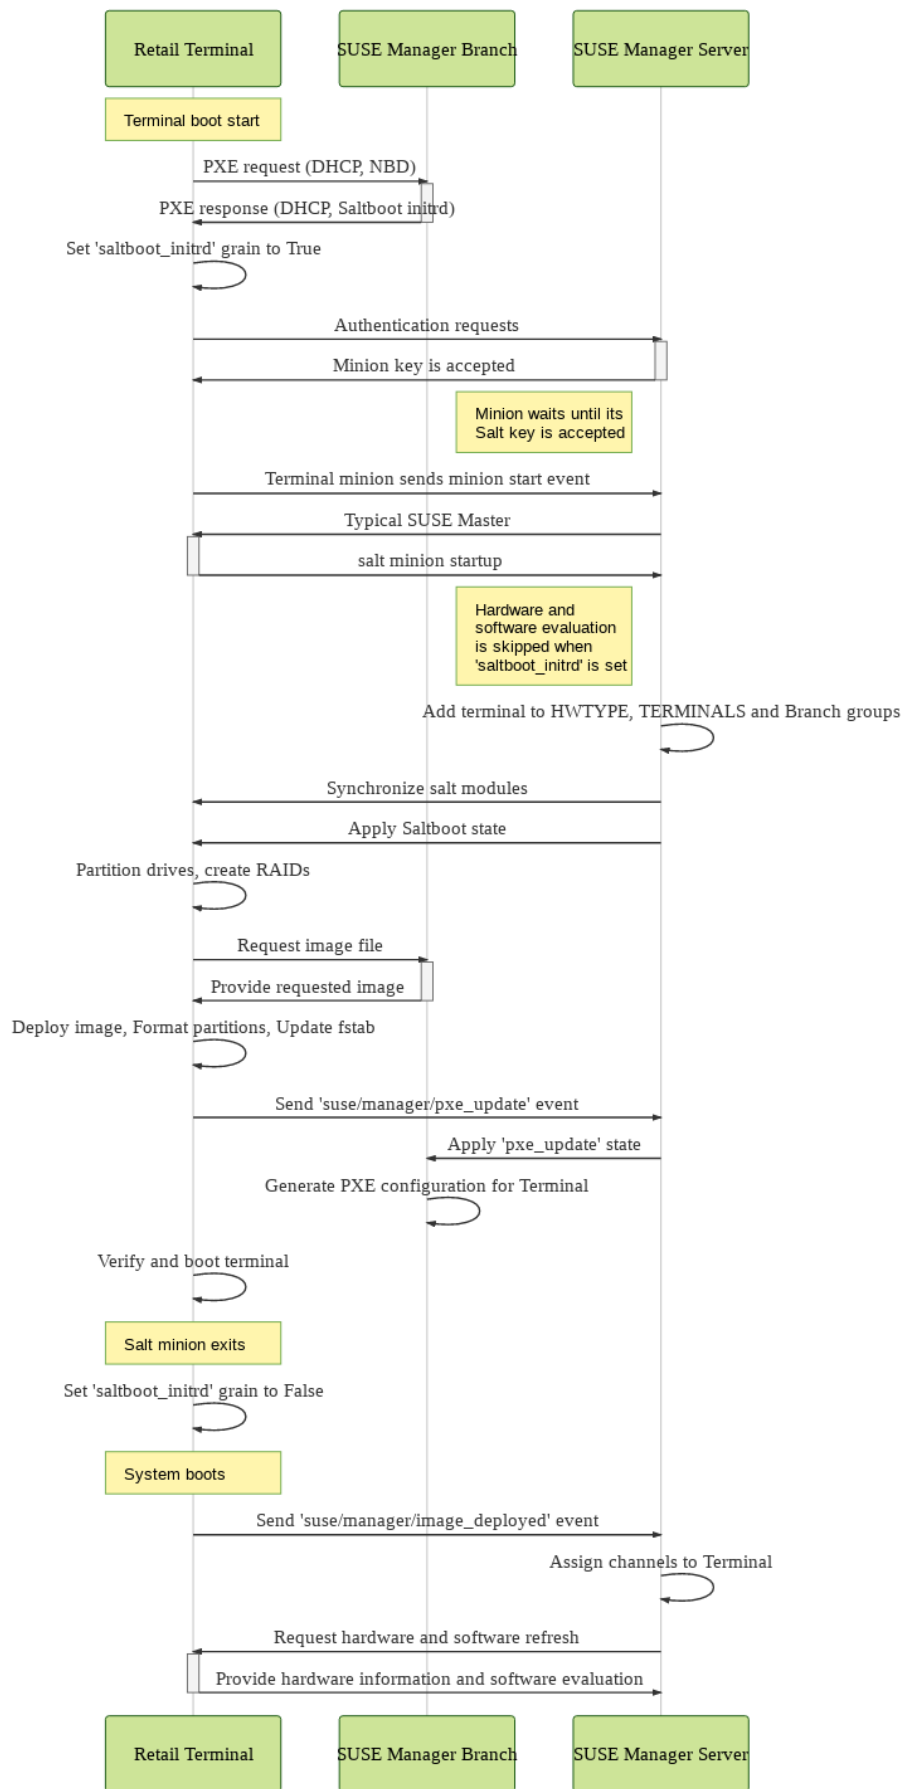 Retail Terminal
SUSE Manager Branch
SUSE Manager Server
Terminal boot start
PXE request (DHCP, NBD)
PXE response (DHCP, Saltboot initrd)
Set 'saltboot_initrd' grain to True
Authentication requests
Minion key is accepted
Minion waits until its
Salt key is accepted
Terminal minion sends minion start event
Typical SUSE Master
salt minion startup
Hardware and
software evaluation
is skipped when
'saltboot_initrd' is set
Add terminal to HWTYPE, TERMINALS and Branch groups
Synchronize salt modules
Apply Saltboot state
Partition drives, create RAIDs
Request image file
Provide requested image
Deploy image, Format partitions, Update fstab
Send 'suse/manager/pxe_update' event
Apply 'pxe_update' state
Generate PXE configuration for Terminal
Verify and boot terminal
Salt minion exits
Set 'saltboot_initrd' grain to False
System boots
Send 'suse/manager/image_deployed' event
Assign channels to Terminal
Request hardware and software refresh
Provide hardware information and software evaluation
Retail Terminal
SUSE Manager Branch
SUSE Manager Server